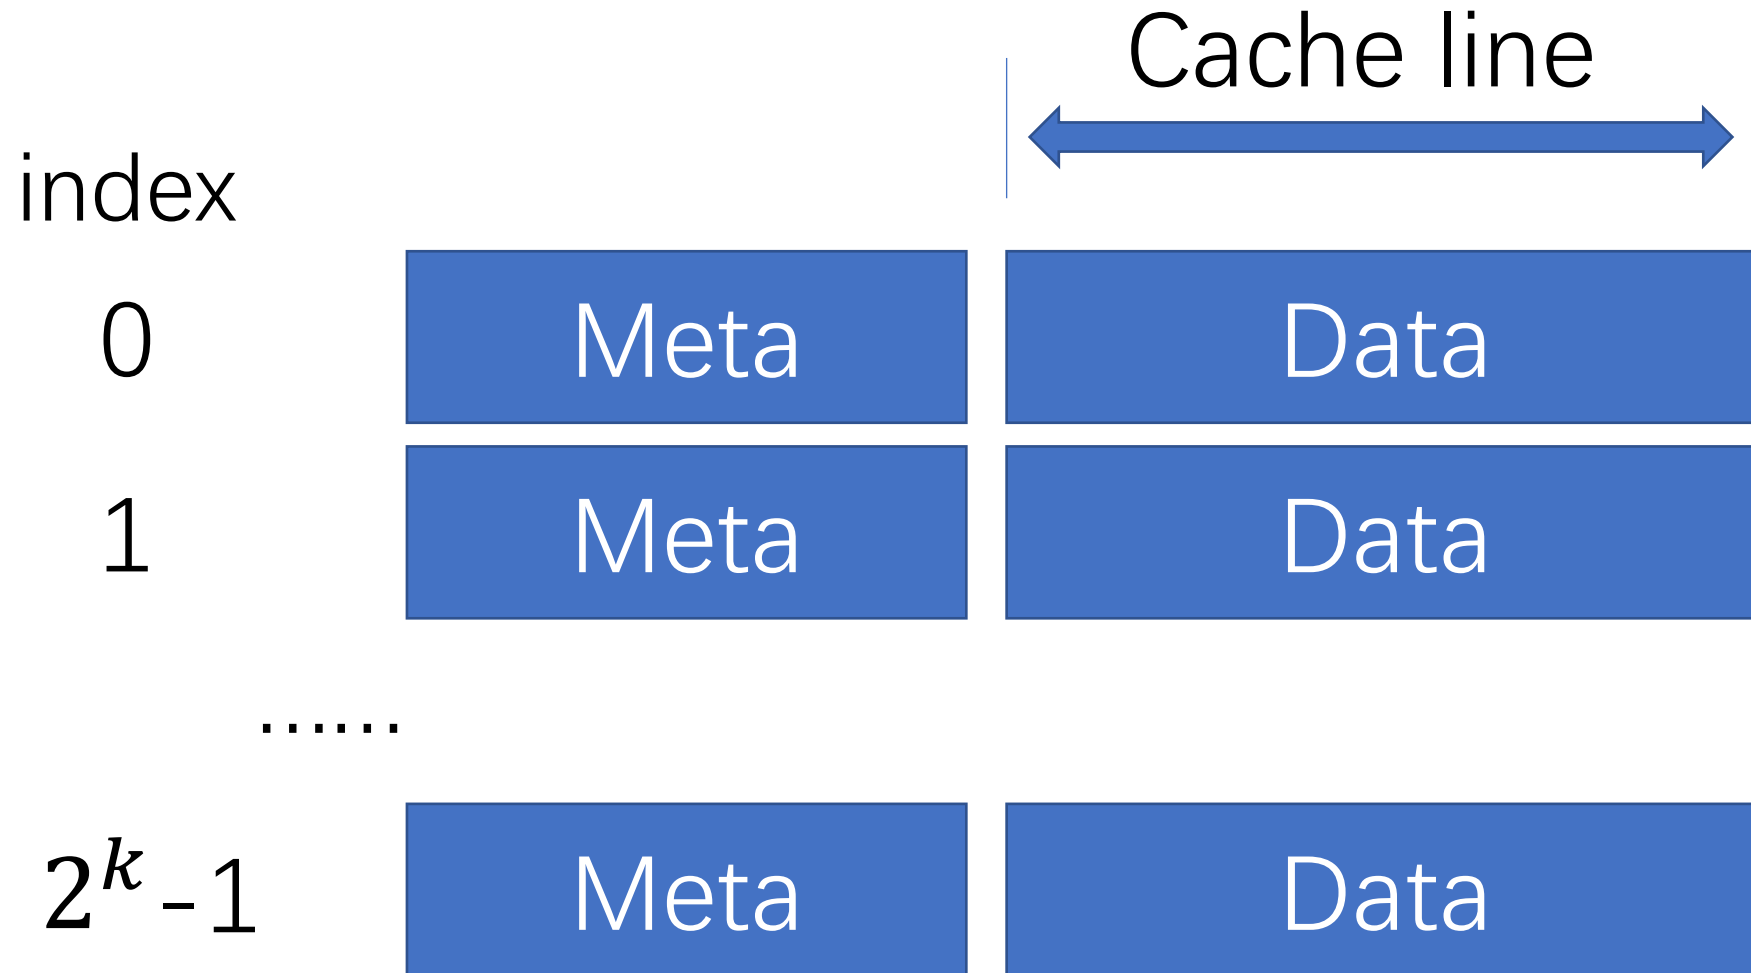 Cache line
index
0 Meta Data
1 Meta Data
……
2^k-1 Meta Data